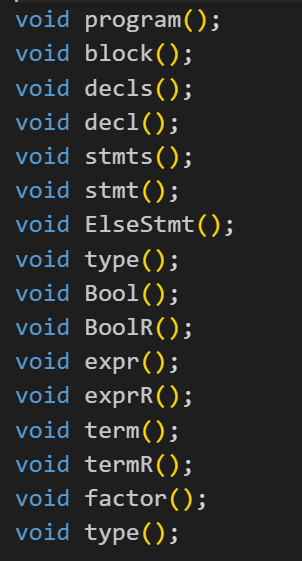 void program();
void block();
void decls();
void decl();
void stmts();
void stmt();
void ElseStmt();
void type();
void Bool();
void BoolR();
void expr();
void exprR();
void term();
void termR();
void factor();
void type();